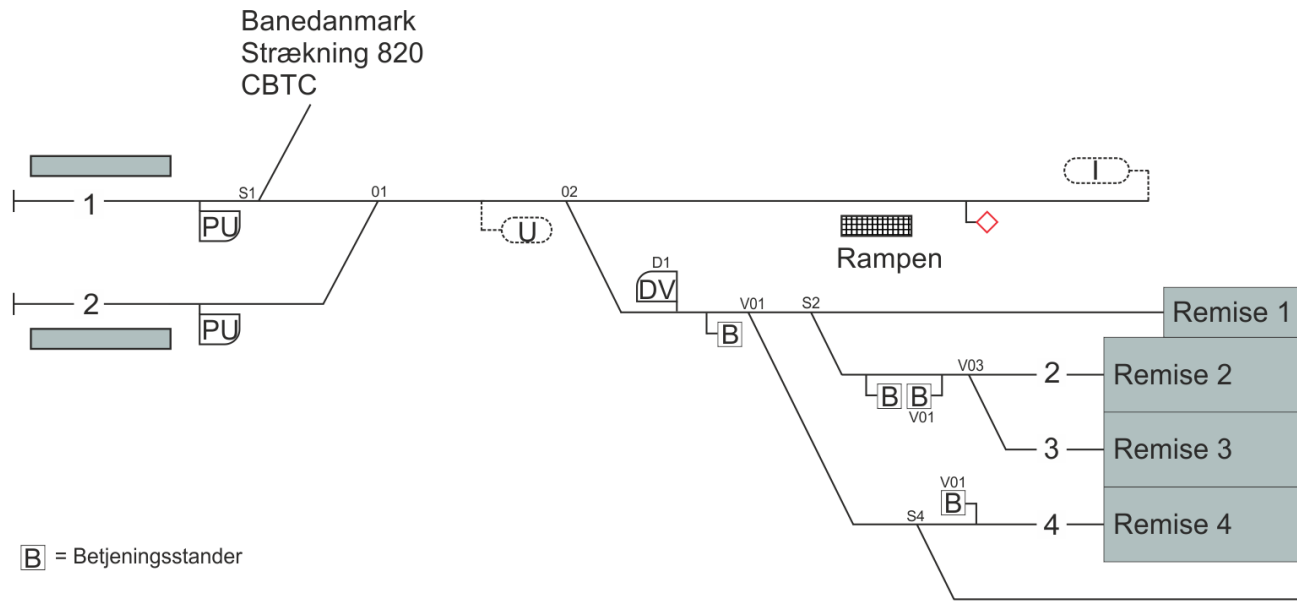 Banedanmark
Strækning 820
CBTC
I
1
S1
01
02
PU
U
Rampen
D1
DV
2
PU
V01
S2
Remise 1
B
V03
2
Remise 2
B
B
V01
3
Remise 3
V01
B
S4
4
Remise 4
B = Betjeningsstander